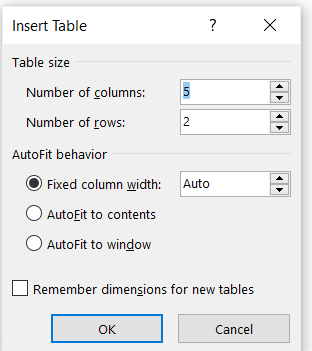 Insert Table ?
Table size
Number of columns: 5
Number of rows: 2
AutoFit behavior
Fixed column width: Auto
AutoFit to contents
AutoFit to window
Remember dimensions for new tables
OK Cancel